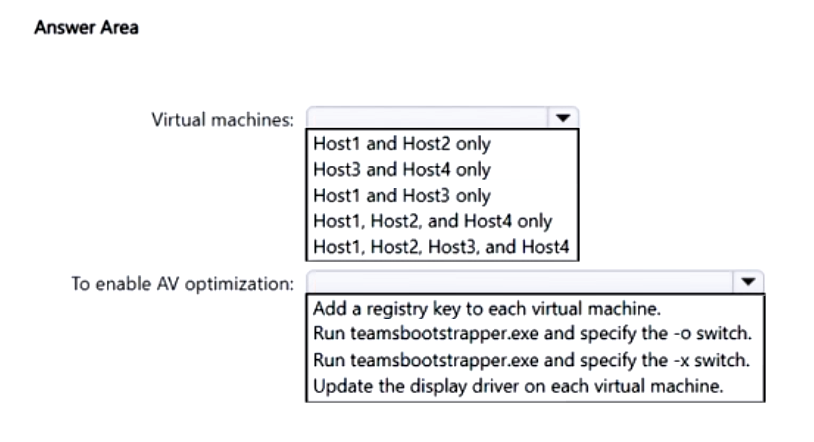 Answer Area
Virtual machines:
Host1 and Host2 only
Host3 and Host4 only
Host1 and Host3 only
Host1, Host2, and Host4 only
Host1, Host2, Host3, and Host4
To enable AV optimization:
Add a registry key to each virtual machine.
Run teamsbootstrapper.exe and specify the -o switch.
Run teamsbootstrapper.exe and specify the -x switch.
Update the display driver on each virtual machine.